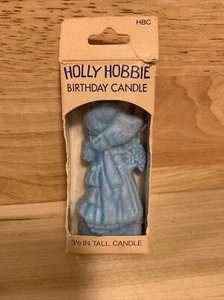 HBC
HOLLY HOBBIE
BIRTHDAY CANDLE
3½ IN. TALL CANDLE